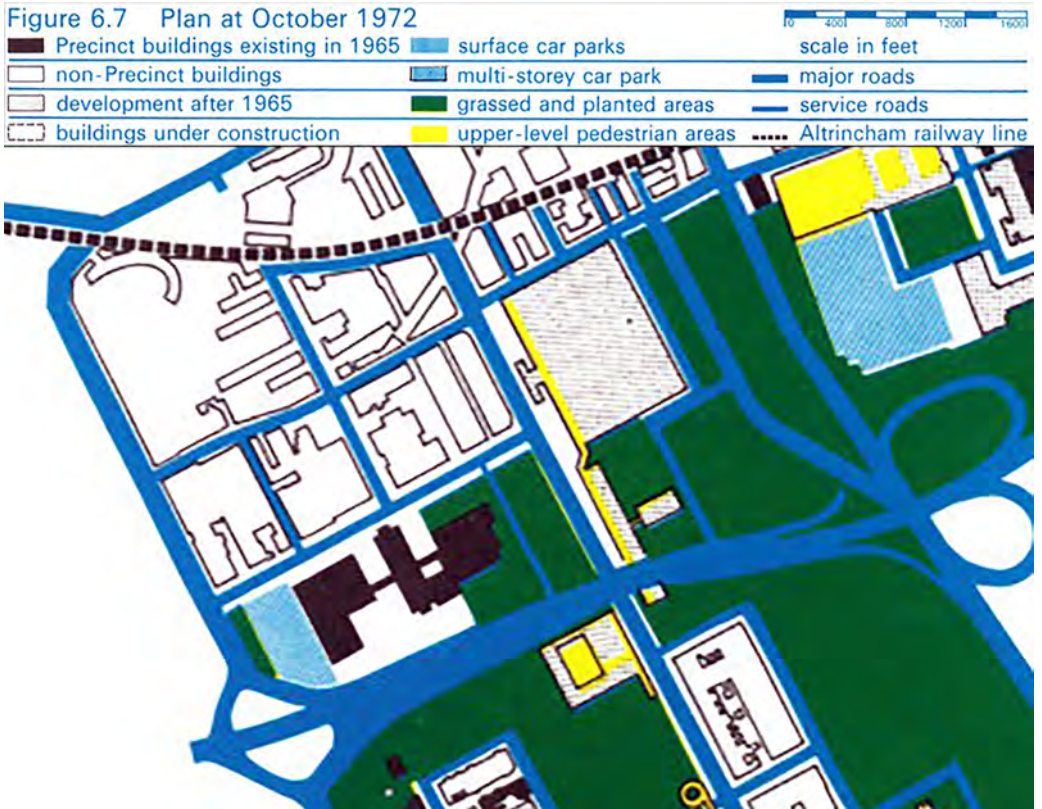 Figure 6.7 Plan at October 1972
0 400 800 1200 1600
Precinct buildings existing in 1965 surface car parks scale in feet
non-Precinct buildings multi-storey car park major roads
development after 1965 grassed and planted areas service roads
buildings under construction upper-level pedestrian areas Altrincham railway line